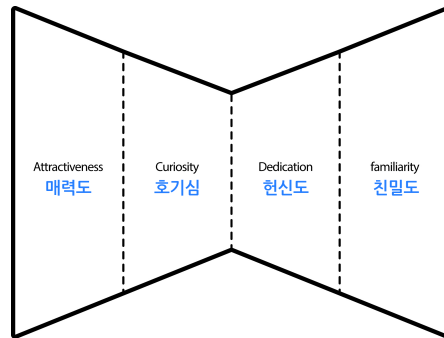 Attractiveness
매력도
Curiosity
호기심
Dedication
헌신도
familiarity
친밀도